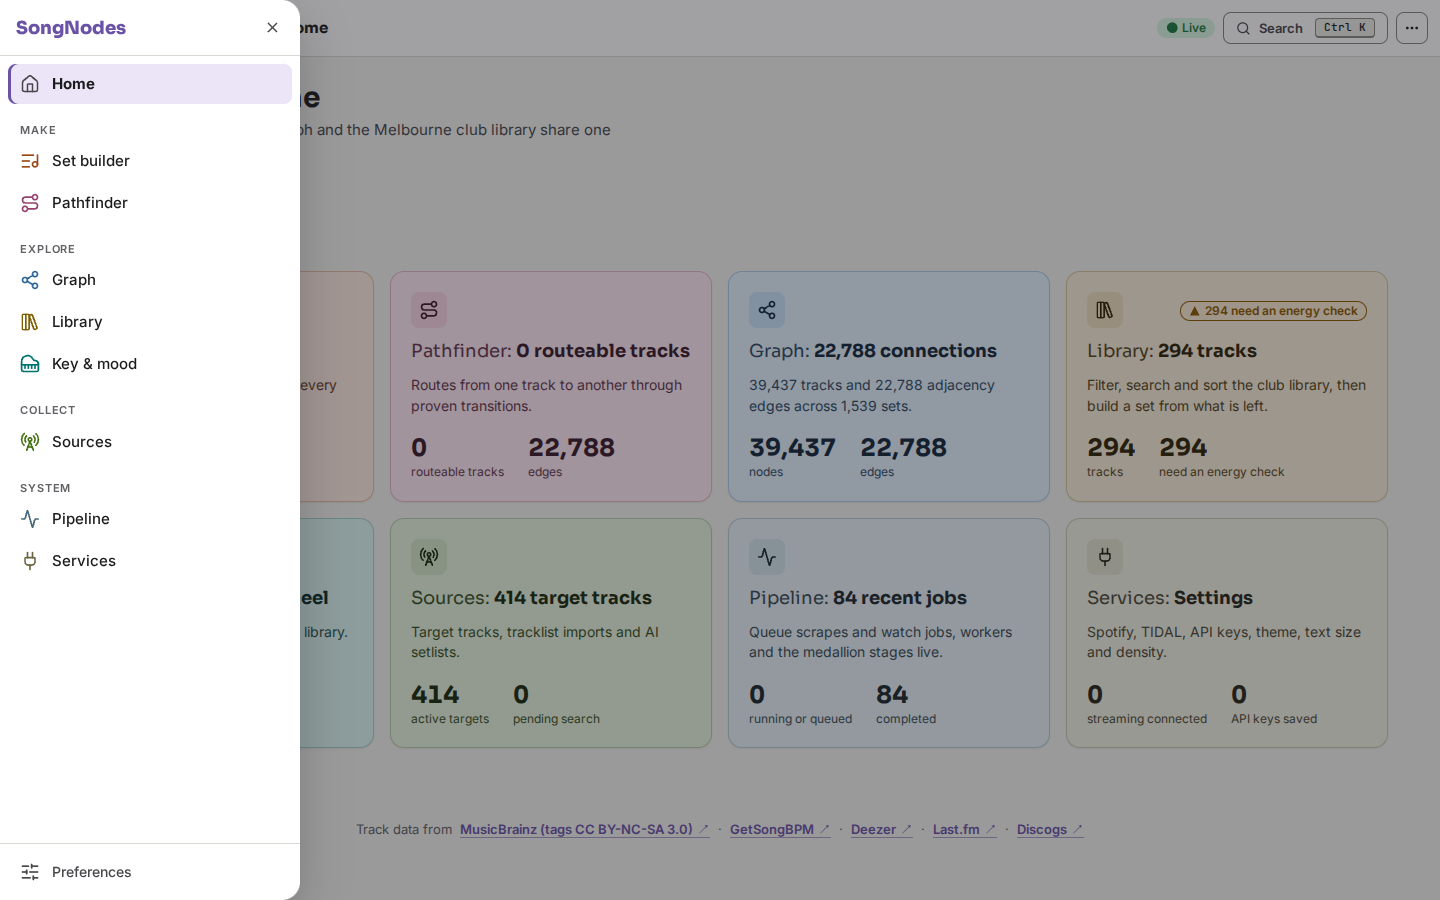 SongNodes
Home
MAKE
Set builder
Pathfinder
EXPLORE
Graph
Library
Key & mood
COLLECT
Sources
SYSTEM
Pipeline
Services
Preferences
ome
Live
Search Ctrl K
e
ph and the Melbourne club library share one
every
Pathfinder: 0 routeable tracks
Routes from one track to another through
proven transitions.
0 22,788
routeable tracks edges
Graph: 22,788 connections
39,437 tracks and 22,788 adjacency
edges across 1,539 sets.
39,437 22,788
nodes edges
294 need an energy check
Library: 294 tracks
Filter, search and sort the club library, then
build a set from what is left.
294 294
tracks need an energy check
eel
library.
Sources: 414 target tracks
Target tracks, tracklist imports and AI
setlists.
414 0
active targets pending search
Pipeline: 84 recent jobs
Queue scrapes and watch jobs, workers
and the medallion stages live.
0 84
running or queued completed
Services: Settings
Spotify, TIDAL, API keys, theme, text size
and density.
0 0
streaming connected API keys saved
Track data from MusicBrainz (tags CC BY-NC-SA 3.0) ↗ · GetSongBPM ↗ · Deezer ↗ · Last.fm ↗ · Discogs ↗